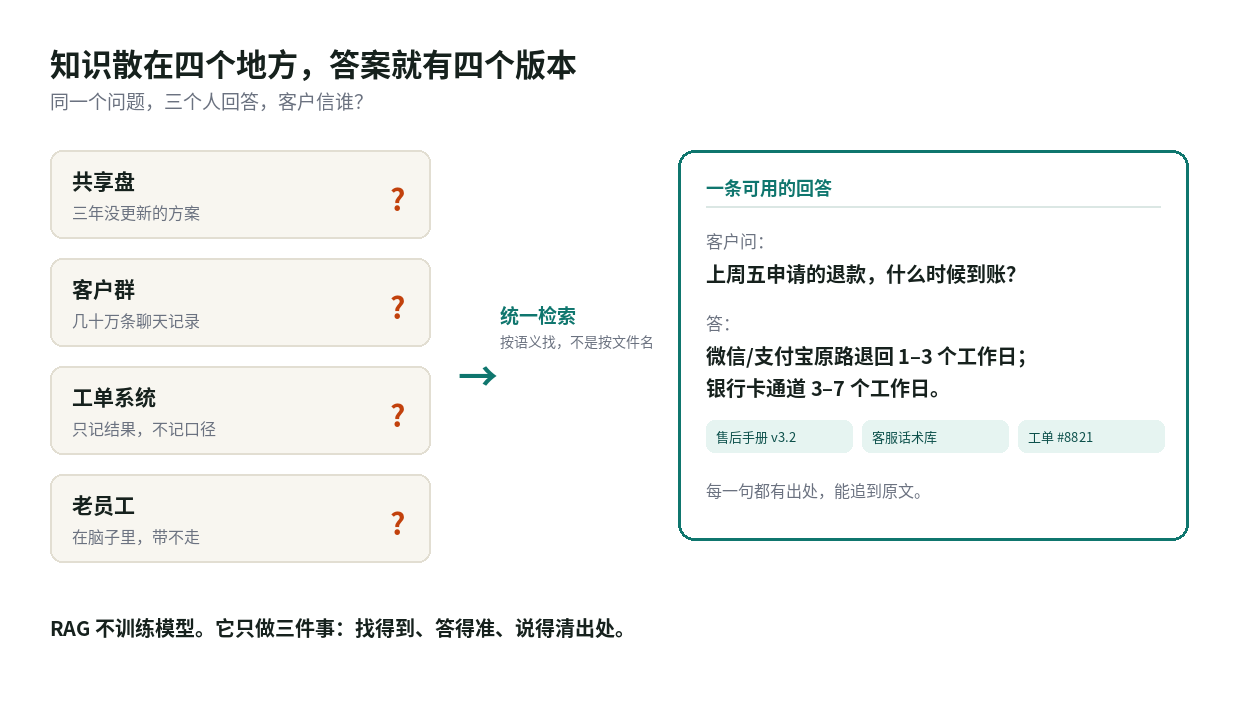 知识散在四个地方，答案就有四个版本
同一个问题，三个人回答，客户信谁？
共享盘
三年没更新的方案
?
客户群
几十万条聊天记录
?
工单系统
只记结果，不记口径
?
老员工
在脑子里，带不走
?
统一检索
按语义找，不是按文件名
→
一条可用的回答
客户问：
上周五申请的退款，什么时候到账？
答：
微信/支付宝原路退回 1–3 个工作日；
银行卡通道 3–7 个工作日。
售后手册 v3.2
客服话术库
工单 #8821
每一句都有出处，能追到原文。
RAG 不训练模型。它只做三件事：找得到、答得准、说得清出处。